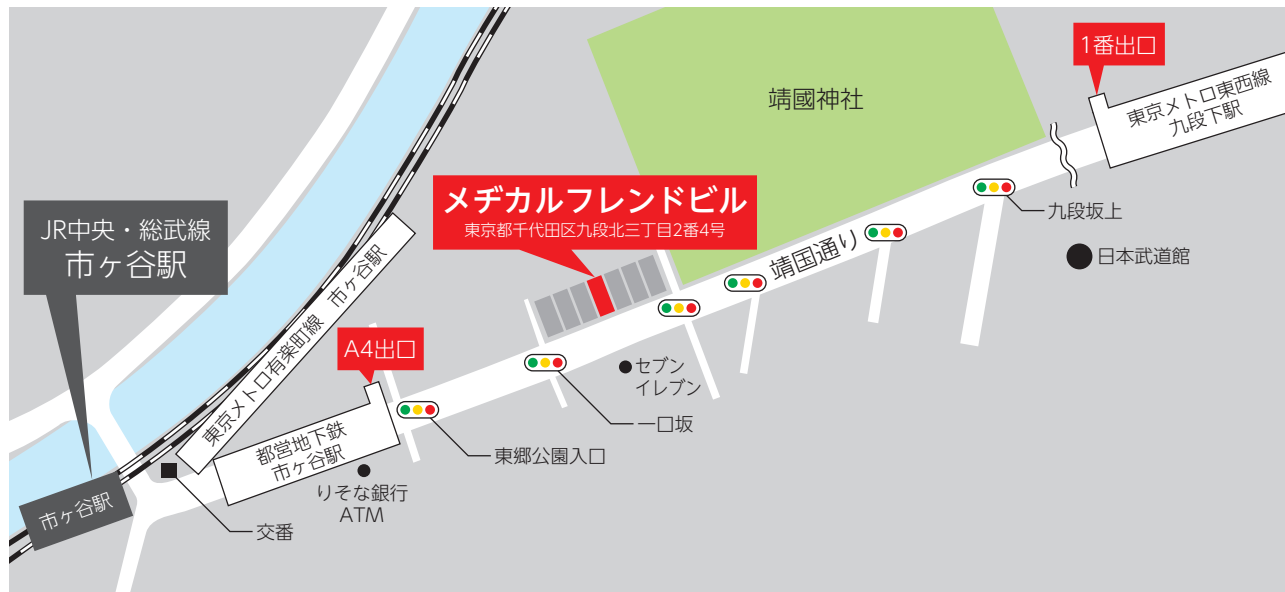 1番出口
東京メトロ東西線
九段下駅
靖國神社
メヂカルフレンドビル
東京都千代田区九段北三丁目2番4号
九段坂上
日本武道館
靖国通り
JR中央・総武線
市ヶ谷駅
東京メトロ有楽町線 市ヶ谷駅
A4出口
セブン
イレブン
一口坂
東郷公園入口
都営地下鉄
市ヶ谷駅
りそな銀行
ATM
市ヶ谷駅
交番